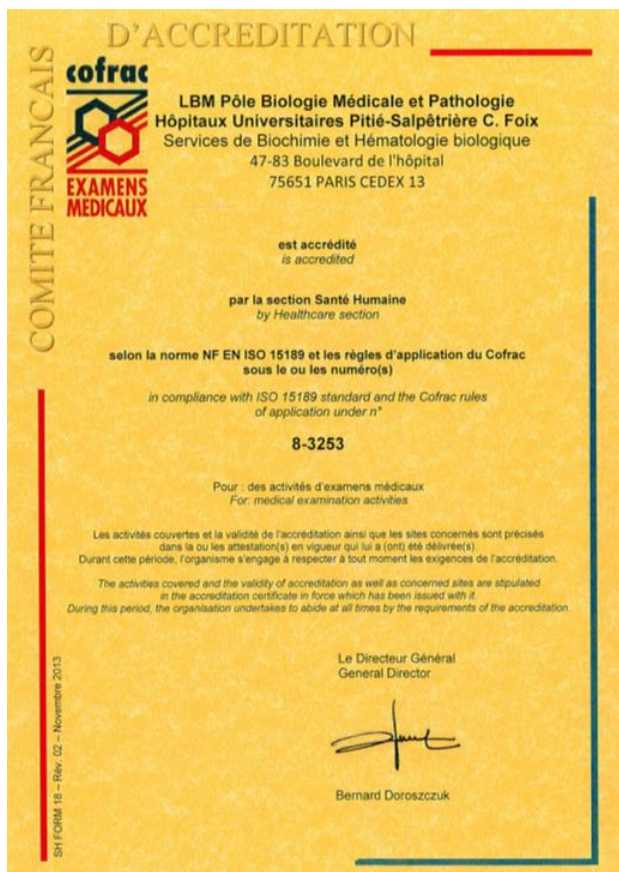 D'ACCREDITATION
COMITE FRANCAIS
cofrac
EXAMENS
MEDICAUX
LBM Pôle Biologie Médicale et Pathologie
Hôpitaux Universitaires Pitié-Salpêtrière C. Foix
Services de Biochimie et Hématologie biologique
47-83 Boulevard de l'hôpital
75651 PARIS CEDEX 13
est accrédité
is accredited
par la section Santé Humaine
by Healthcare section
selon la norme NF EN ISO 15189 et les règles d'application du Cofrac
sous le ou les numéro(s)
in compliance with ISO 15189 standard and the Cofrac rules
of application under n°
8-3253
Pour : des activités d'examens médicaux
For: medical examination activities
Les activités couvertes et la validité de l'accréditation ainsi que les sites concernés sont précisés
dans la ou les attestation(s) en vigueur qui lui a (ont) été délivrée(s).
Durant cette période, l'organisme s'engage à respecter à tout moment les exigences de l'accréditation.
The activities covered and the validity of accreditation as well as concerned sites are stipulated
in the accreditation certificate in force which has been issued with it.
During this period, the organisation undertakes to abide at all times by the requirements of the accreditation.
Le Directeur Général
General Director
Bernard Doroszczuk
SH FORM 18 – Rév. 02 – Novembre 2013